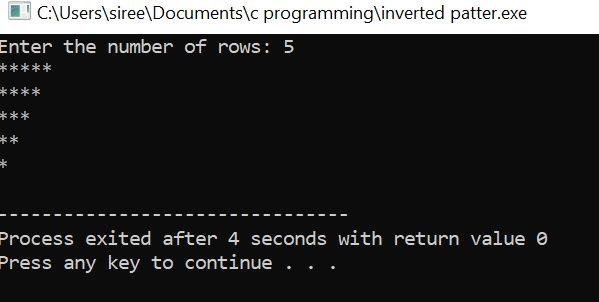 C:\Users\siree\Documents\c programming\inverted patter.exe
Enter the number of rows: 5
*****
****
***
**
*
--------------------------------
Process exited after 4 seconds with return value 0
Press any key to continue . . .